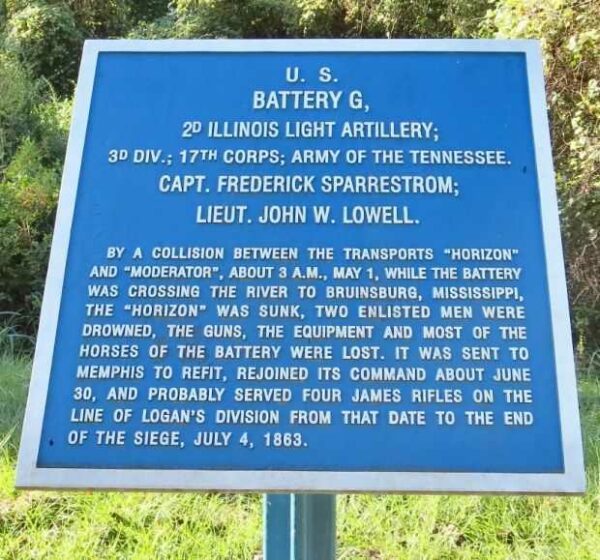 U. S.
BATTERY G,
2D ILLINOIS LIGHT ARTILLERY;
3D DIV.; 17TH CORPS; ARMY OF THE TENNESSEE.
CAPT. FREDERICK SPARRESTROM;
LIEUT. JOHN W. LOWELL.
BY A COLLISION BETWEEN THE TRANSPORTS "HORIZON"
AND "MODERATOR", ABOUT 3 A.M., MAY 1, WHILE THE BATTERY
WAS CROSSING THE RIVER TO BRUINSBURG, MISSISSIPPI,
THE "HORIZON" WAS SUNK, TWO ENLISTED MEN WERE
DROWNED, THE GUNS, THE EQUIPMENT AND MOST OF THE
HORSES OF THE BATTERY WERE LOST. IT WAS SENT TO
MEMPHIS TO REFIT, REJOINED ITS COMMAND ABOUT JUNE
30, AND PROBABLY SERVED FOUR JAMES RIFLES ON THE
LINE OF LOGAN'S DIVISION FROM THAT DATE TO THE END
OF THE SIEGE, JULY 4, 1863.